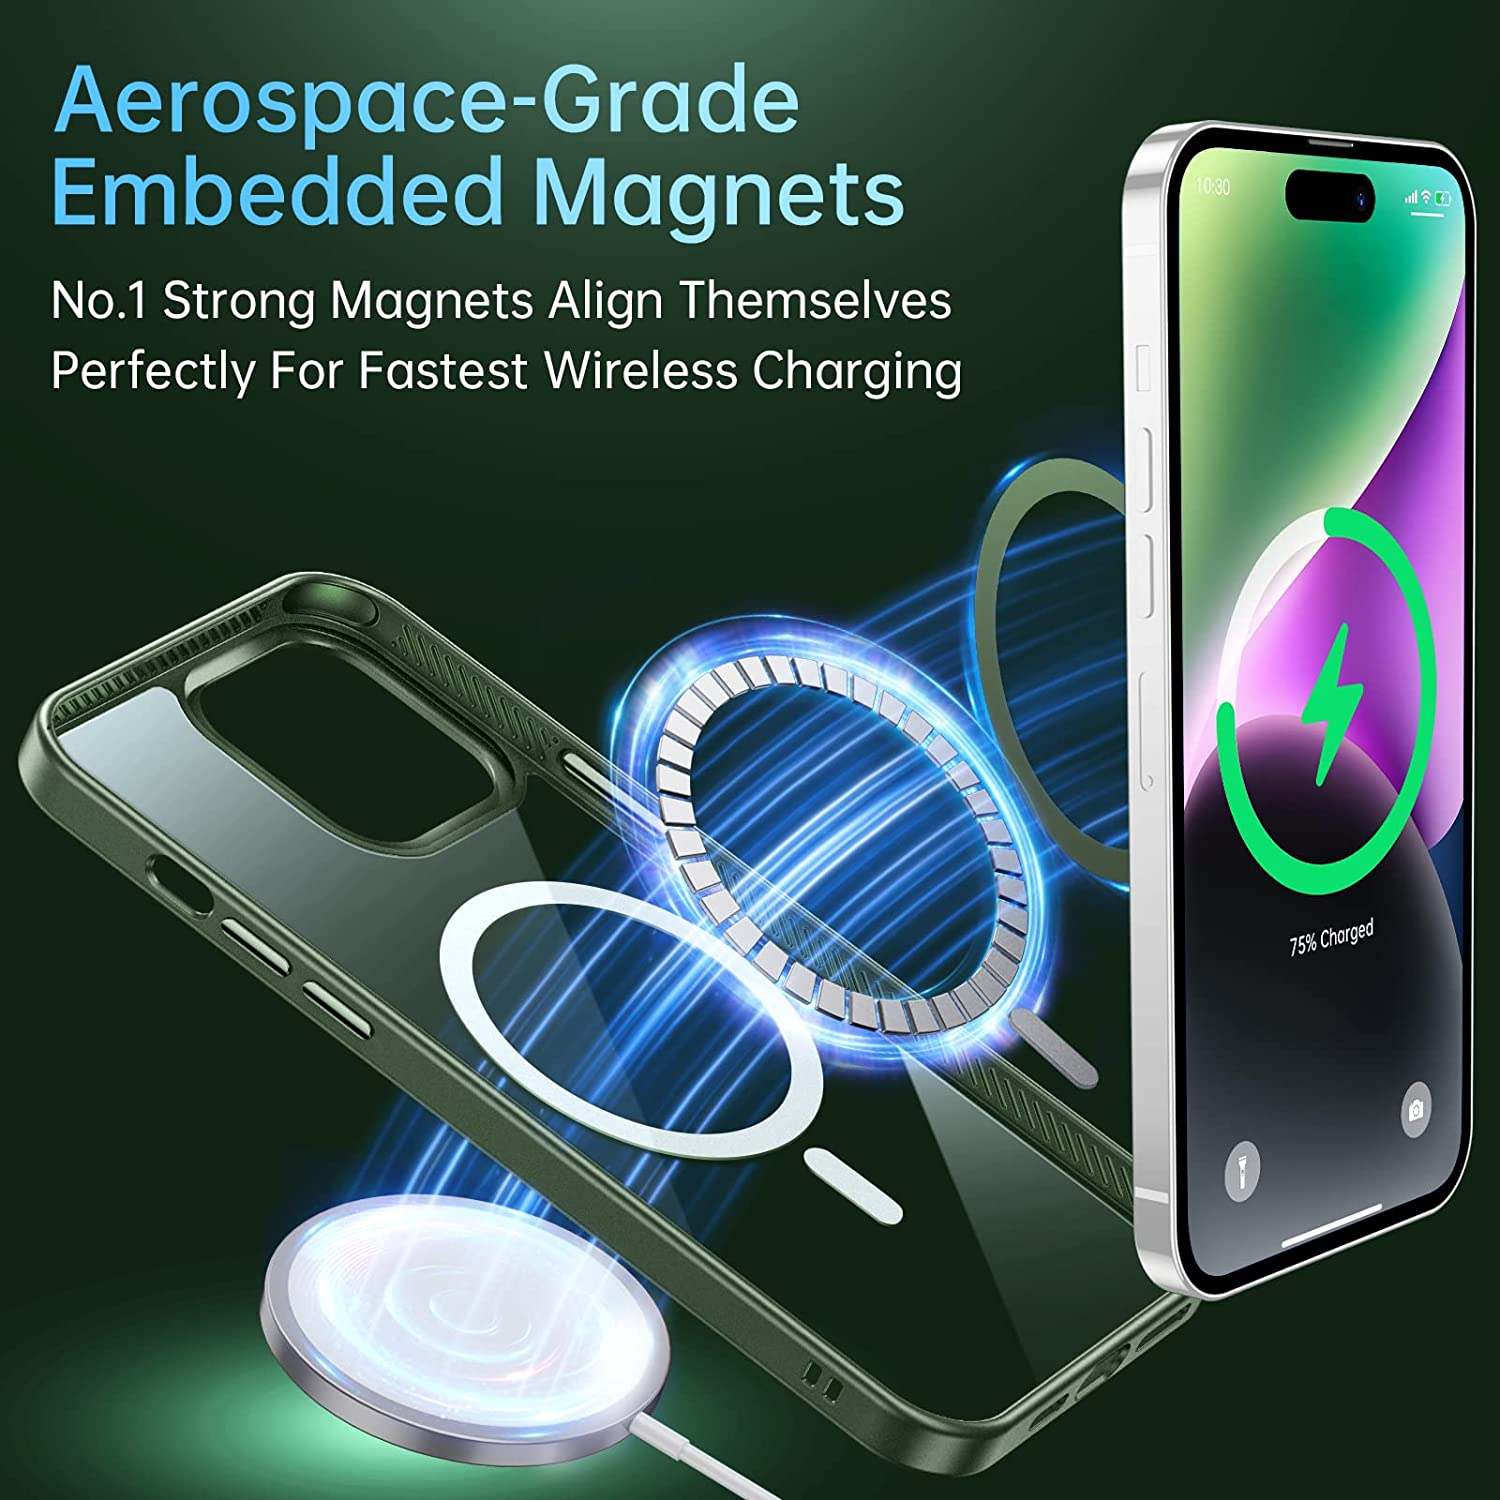 Aerospace-Grade
Embedded Magnets
No.1 Strong Magnets Align Themselves
Perfectly For Fastest Wireless Charging
10:30
75% Charged